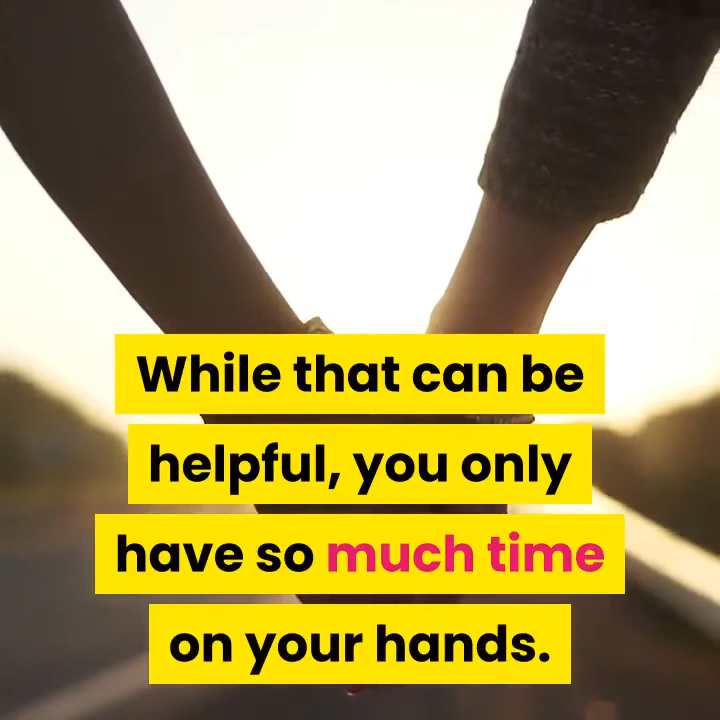 While that can be
helpful, you only
have so much time
on your hands.